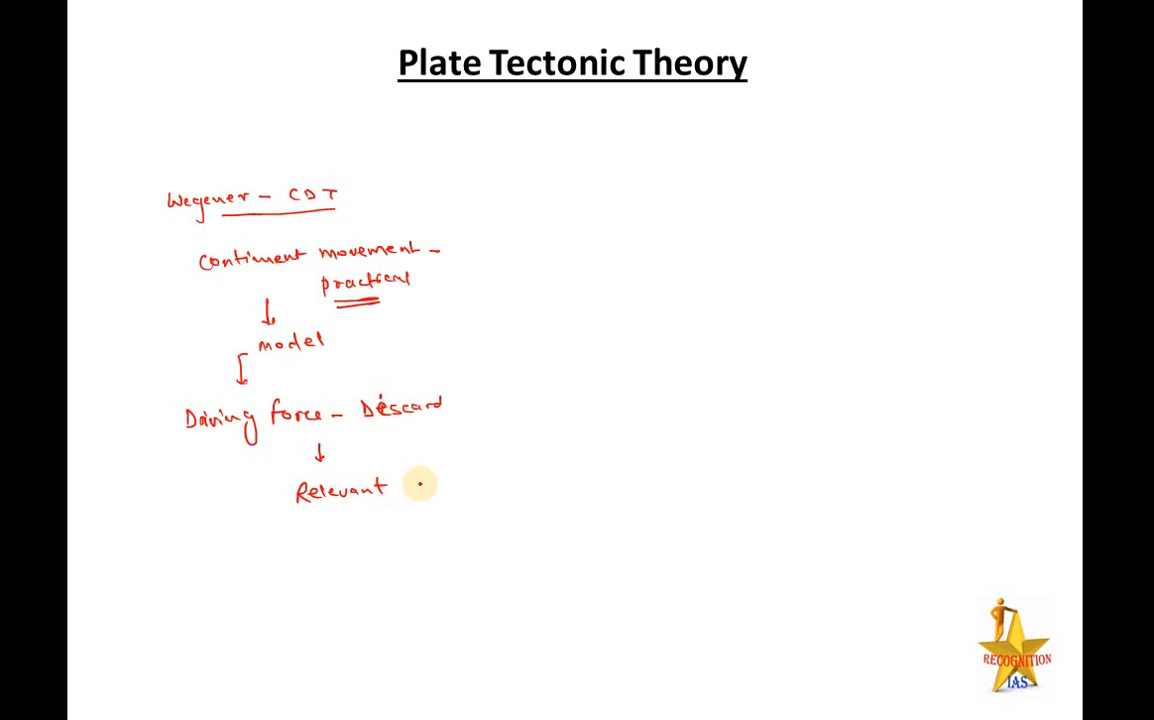 Plate Tectonic Theory
Wegener - CDT
Continent movement -
practical
model
Driving force - Discard
Relevant
RECOGNITION
IAS